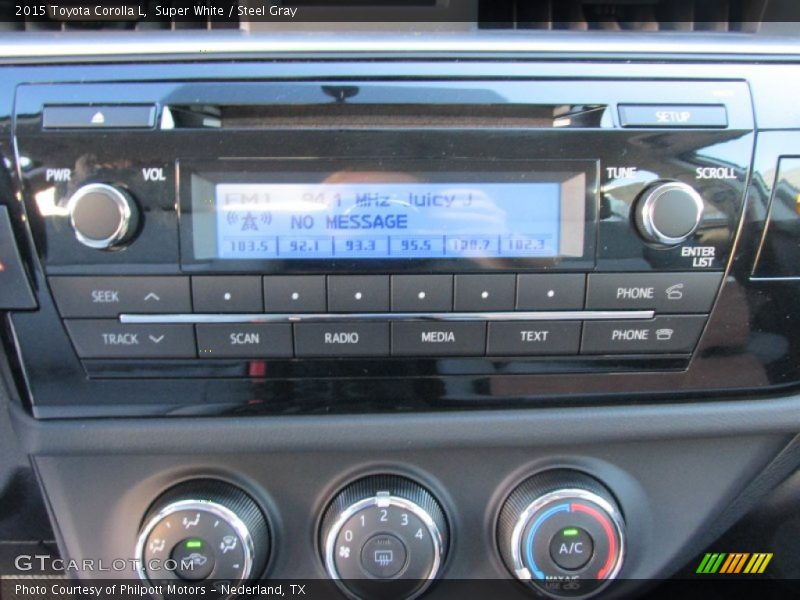 2015 Toyota Corolla L, Super White / Steel Gray
SETUP
PWR VOL TUNE SCROLL
FM1 94.1 MHz Juicy J
NO MESSAGE
103.5 92.1 93.3 95.5 102.3
ENTER
LIST
SEEK PHONE
TRACK SCAN RADIO MEDIA TEXT PHONE
0 1 2 3 4
A/C
MAX A/C
GTCARLOT.COM
Photo Courtesy of Philpott Motors - Nederland, TX